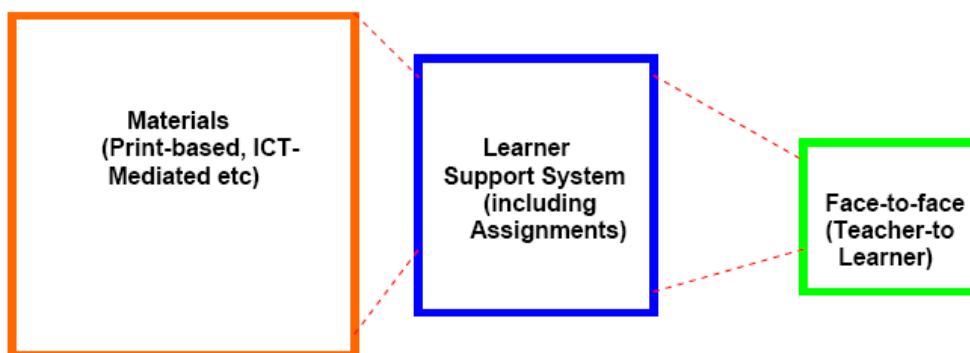 Materials
(Print-based, ICT-
Mediated etc)
Learner
Support System
(including
Assignments)
Face-to-face
(Teacher-to
Learner)